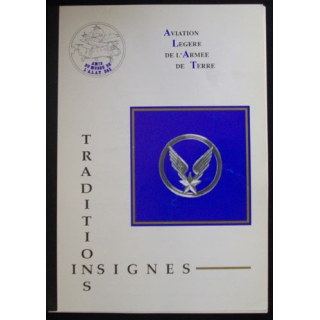 AVIATION
LEGERE
DE L'ARMEE
DE TERRE
TRADITIONS
INSIGNES